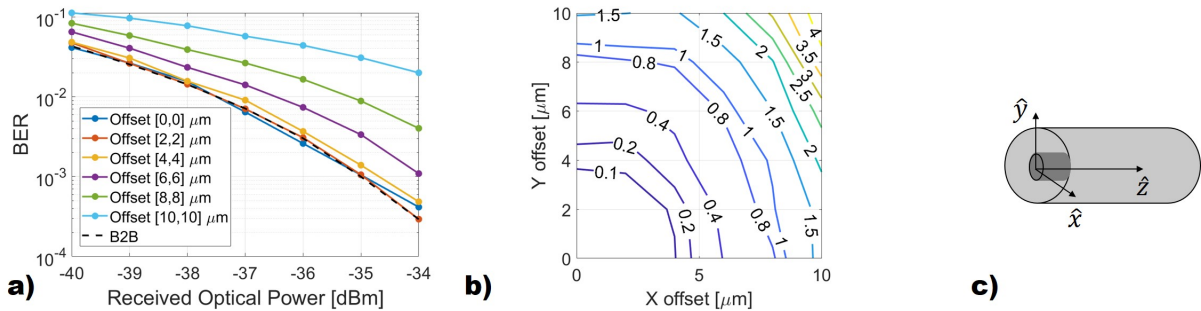 10⁻¹
10⁻²
10⁻³
10⁻⁴
BER
Offset [0,0] μm
Offset [2,2] μm
Offset [4,4] μm
Offset [6,6] μm
Offset [8,8] μm
Offset [10,10] μm
B2B
-40 -39 -38 -37 -36 -35 -34
Received Optical Power [dBm]
a)
10
8
6
4
2
0
Y offset [μm]
1.5 1.5 2 4
3.5
3
2.5
1 1
0.8 0.8
1.5 2
0.4
0.8 1
0.2
0.1
0.2 0.4 0.8 1 1.5
0 5 10
X offset [μm]
b)
ŷ
ẑ
x̂
c)